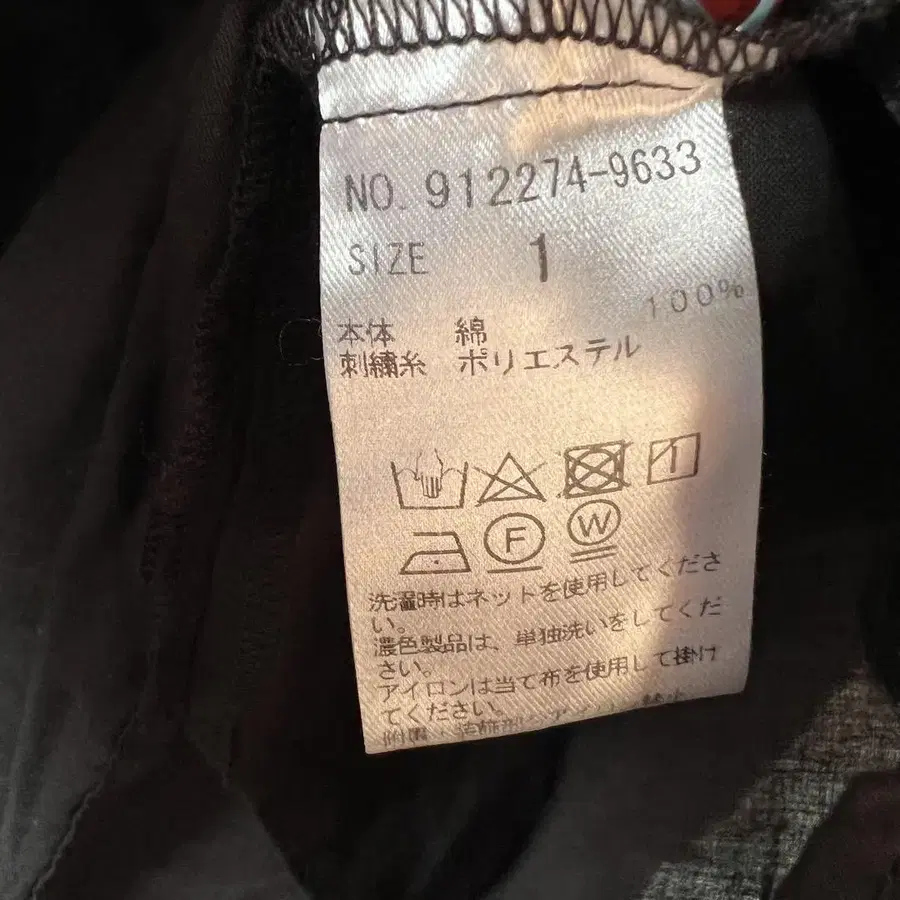 NO. 912274-9633
SIZE 1
100%
本体 綿
刺繍糸 ポリエステル
F W
洗濯時はネットを使用してくださ
い。
濃色製品は、単独洗いをしてくだ
さい。
アイロンは当て布を使用して掛け
てください。